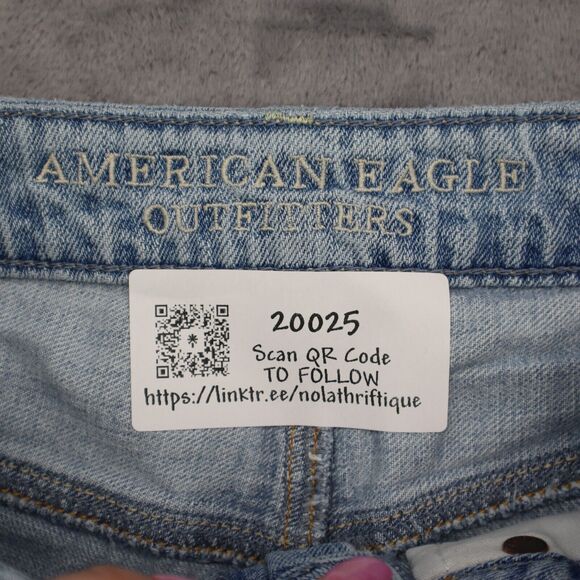 AMERICAN EAGLE
OUTFITTERS
20025
Scan QR Code
TO FOLLOW
https://linktr.ee/nolathriftique